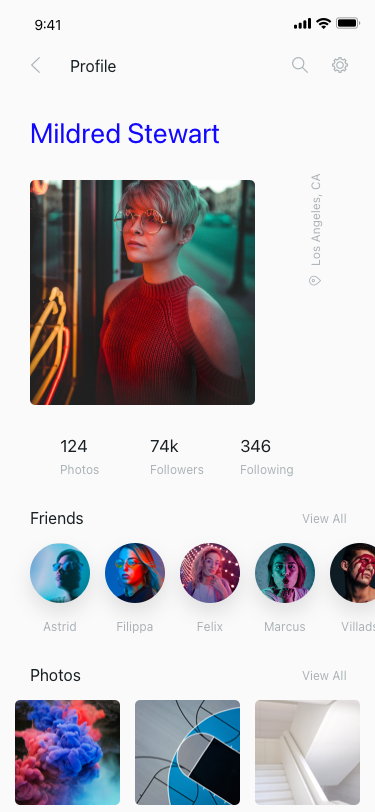 9:41
Profile
Mildred Stewart
Los Angeles, CA
124 74k 346
Photos Followers Following
Friends View All
Astrid Filippa Felix Marcus Villads
Photos View All